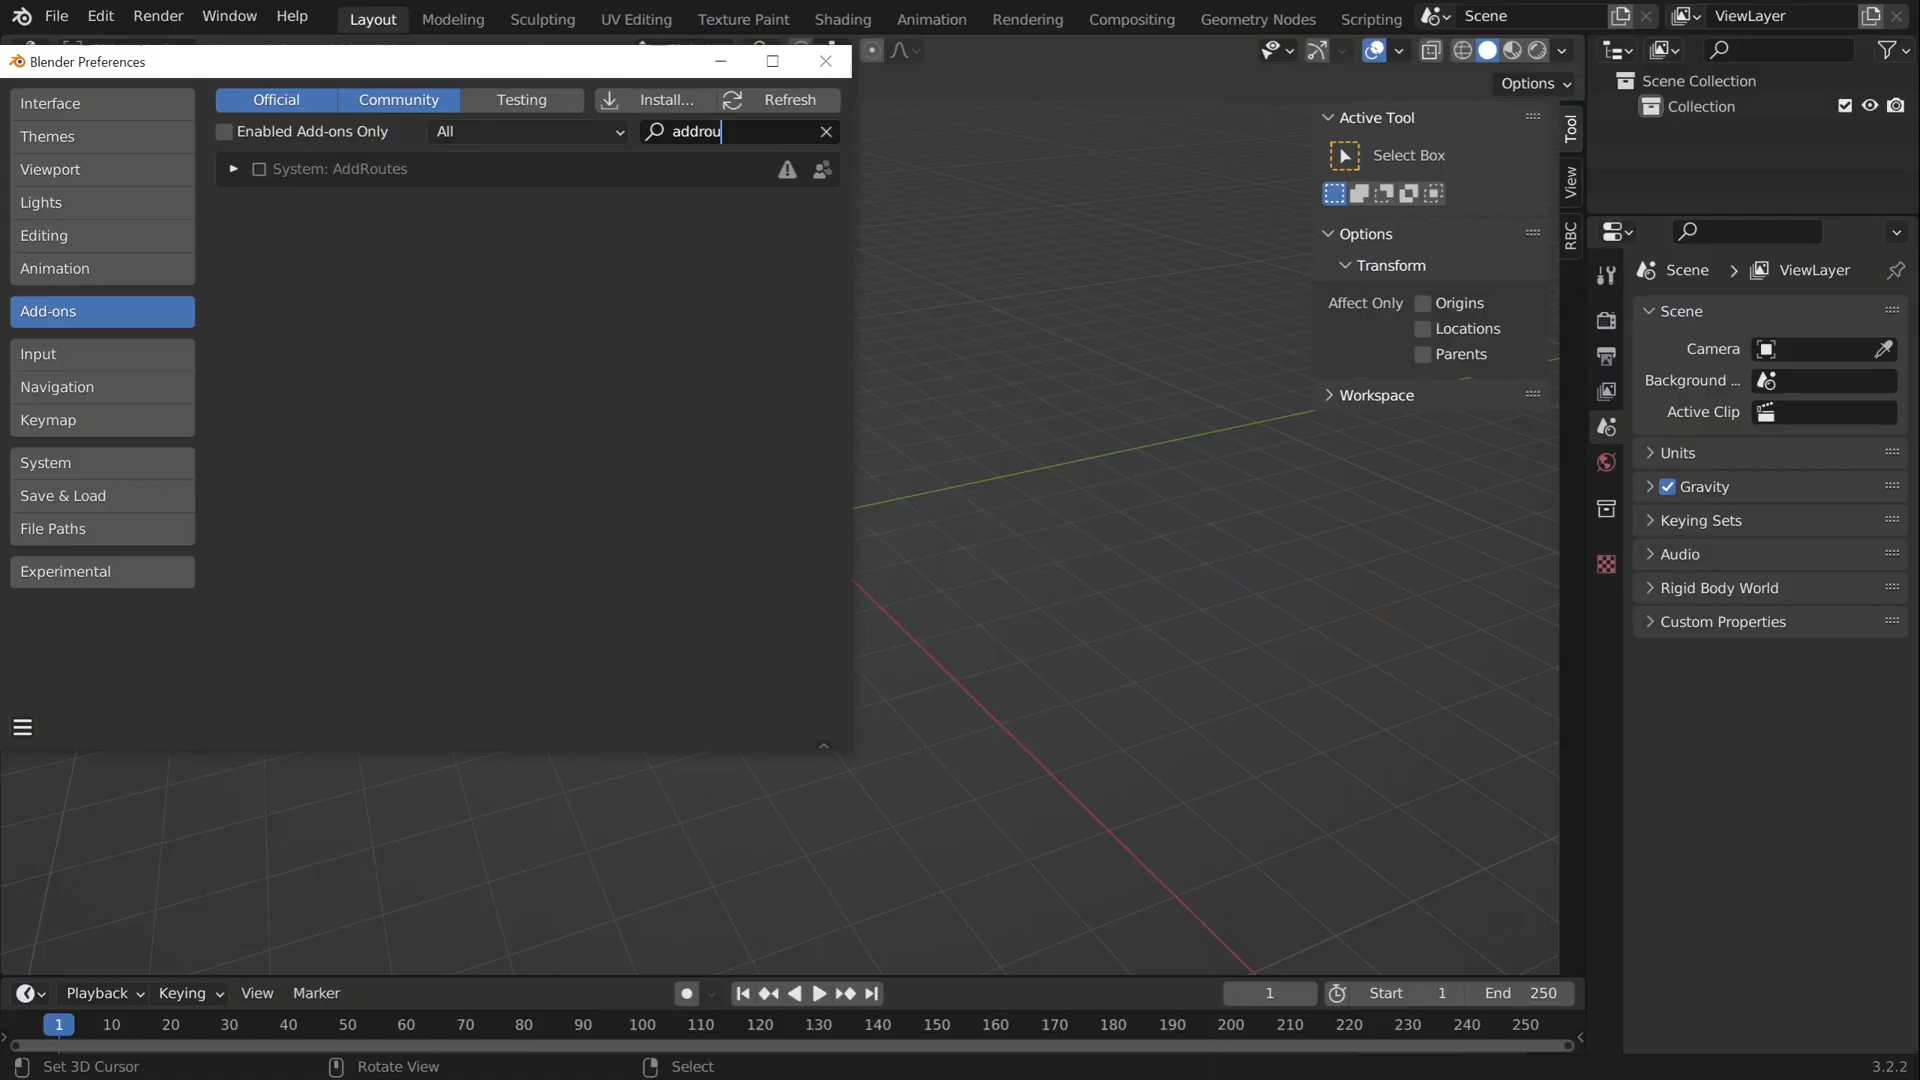 File Edit Render Window Help Layout Modeling Sculpting UV Editing Texture Paint Shading Animation Rendering Compositing Geometry Nodes Scripting Scene ViewLayer
Blender Preferences
Interface
Themes
Viewport
Lights
Editing
Animation
Add-ons
Input
Navigation
Keymap
System
Save & Load
File Paths
Experimental
Official Community Testing Install... Refresh
Enabled Add-ons Only All addrou
System: AddRoutes
Options
Active Tool
Select Box
Options
Transform
Affect Only Origins
Locations
Parents
Workspace
Tool
View
RBC
Scene Collection
Collection
Scene ViewLayer
Scene
Camera
Background ...
Active Clip
Units
Gravity
Keying Sets
Audio
Rigid Body World
Custom Properties
Playback Keying View Marker 1 Start 1 End 250
1 10 20 30 40 50 60 70 80 90 100 110 120 130 140 150 160 170 180 190 200 210 220 230 240 250
Set 3D Cursor Rotate View Select 3.2.2